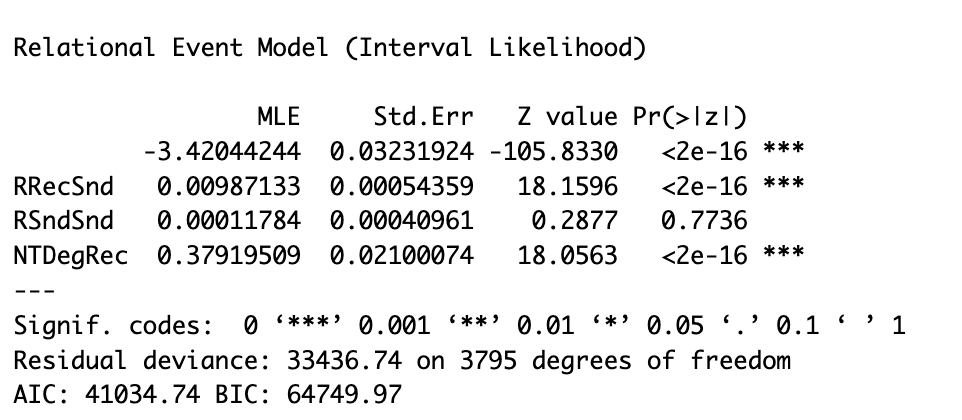 Relational Event Model (Interval Likelihood)
MLE Std.Err Z value Pr(>|z|)
-3.42044244 0.03231924 -105.8330 <2e-16 ***
RRecSnd 0.00987133 0.00054359 18.1596 <2e-16 ***
RSndSnd 0.00011784 0.00040961 0.2877 0.7736
NTDegRec 0.37919509 0.02100074 18.0563 <2e-16 ***
---
Signif. codes: 0 ‘***’ 0.001 ‘**’ 0.01 ‘*’ 0.05 ‘.’ 0.1 ‘ ’ 1
Residual deviance: 33436.74 on 3795 degrees of freedom
AIC: 41034.74 BIC: 64749.97